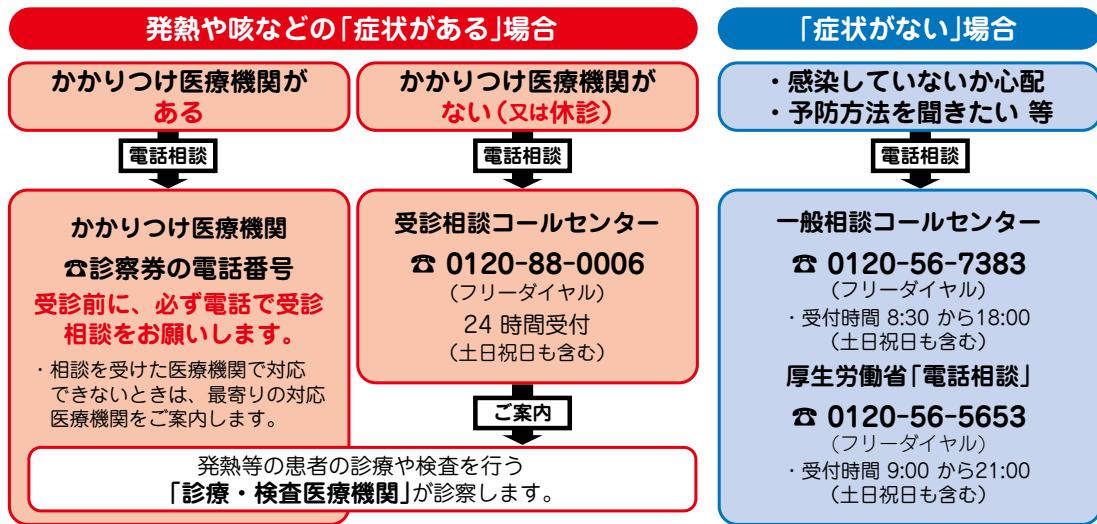 発熱や咳などの「症状がある」場合
かかりつけ医療機関が
ある
電話相談
かかりつけ医療機関
☎診察券の電話番号
受診前に、必ず電話で受診
相談をお願いします。
・相談を受けた医療機関で対応
できないときは、最寄りの対応
医療機関をご案内します。
かかりつけ医療機関が
ない（又は休診）
電話相談
受診相談コールセンター
☎ 0120-88-0006
（フリーダイヤル）
24 時間受付
（土日祝日も含む）
ご案内
発熱等の患者の診療や検査を行う
「診療・検査医療機関」が診察します。
「症状がない」場合
・感染していないか心配
・予防方法を聞きたい 等
電話相談
一般相談コールセンター
☎ 0120-56-7383
（フリーダイヤル）
・受付時間 8:30 から18:00
（土日祝日も含む）
厚生労働省「電話相談」
☎ 0120-56-5653
（フリーダイヤル）
・受付時間 9:00 から21:00
（土日祝日も含む）